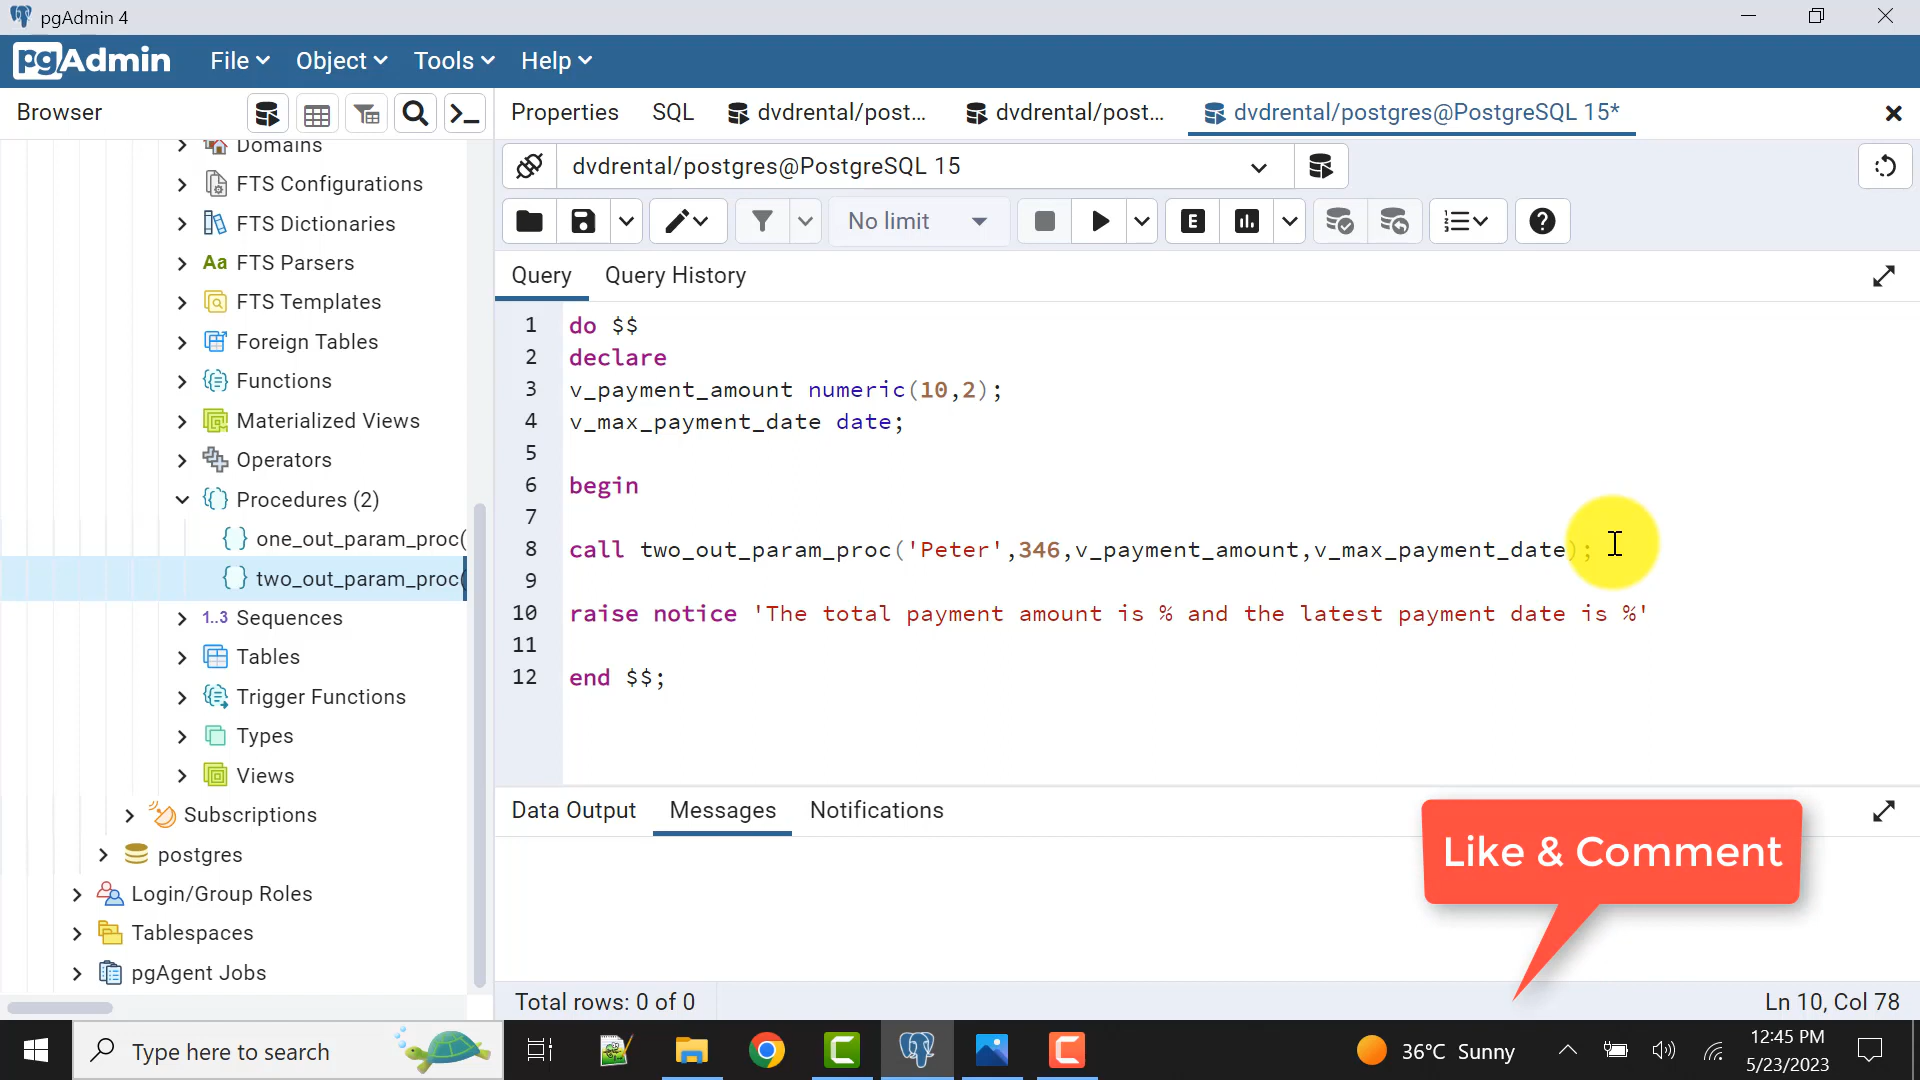 pgAdmin 4
pgAdmin File Object Tools Help
Browser
Properties SQL dvdrental/post... dvdrental/post... dvdrental/postgres@PostgreSQL 15*
dvdrental/postgres@PostgreSQL 15
No limit
E
Query Query History
Domains
FTS Configurations
FTS Dictionaries
Aa FTS Parsers
FTS Templates
Foreign Tables
Functions
Materialized Views
Operators
Procedures (2)
one_out_param_proc(
two_out_param_proc(
1..3 Sequences
Tables
Trigger Functions
Types
Views
Subscriptions
postgres
Login/Group Roles
Tablespaces
pgAgent Jobs
1 do $$
2 declare
3 v_payment_amount numeric(10,2);
4 v_max_payment_date date;
5
6 begin
7
8 call two_out_param_proc('Peter',346,v_payment_amount,v_max_payment_date);
9
10 raise notice 'The total payment amount is % and the latest payment date is %'
11
12 end $$;
Data Output Messages Notifications
Like & Comment
Total rows: 0 of 0
Ln 10, Col 78
Type here to search
36°C Sunny
12:45 PM
5/23/2023